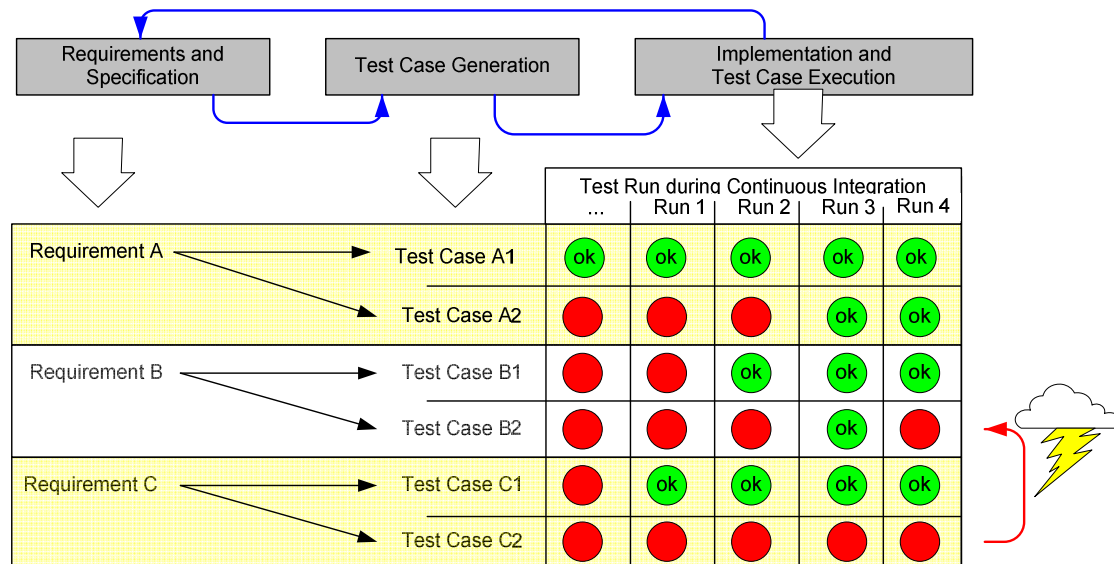 Requirements and
Specification
Test Case Generation
Implementation and
Test Case Execution
Test Run during Continuous Integration
... Run 1 Run 2 Run 3 Run 4
Requirement A Test Case A1 ok ok ok ok ok
Test Case A2 ok ok
Requirement B Test Case B1 ok ok ok
Test Case B2 ok
Requirement C Test Case C1 ok ok ok ok
Test Case C2